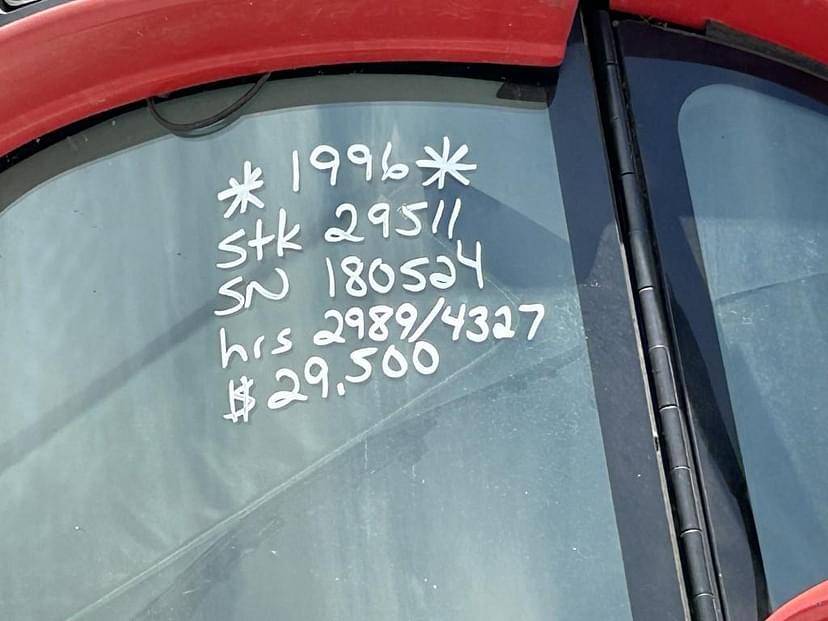 * 1996 *
Stk 29511
SN 180524
hrs 2989/4327
$29.500